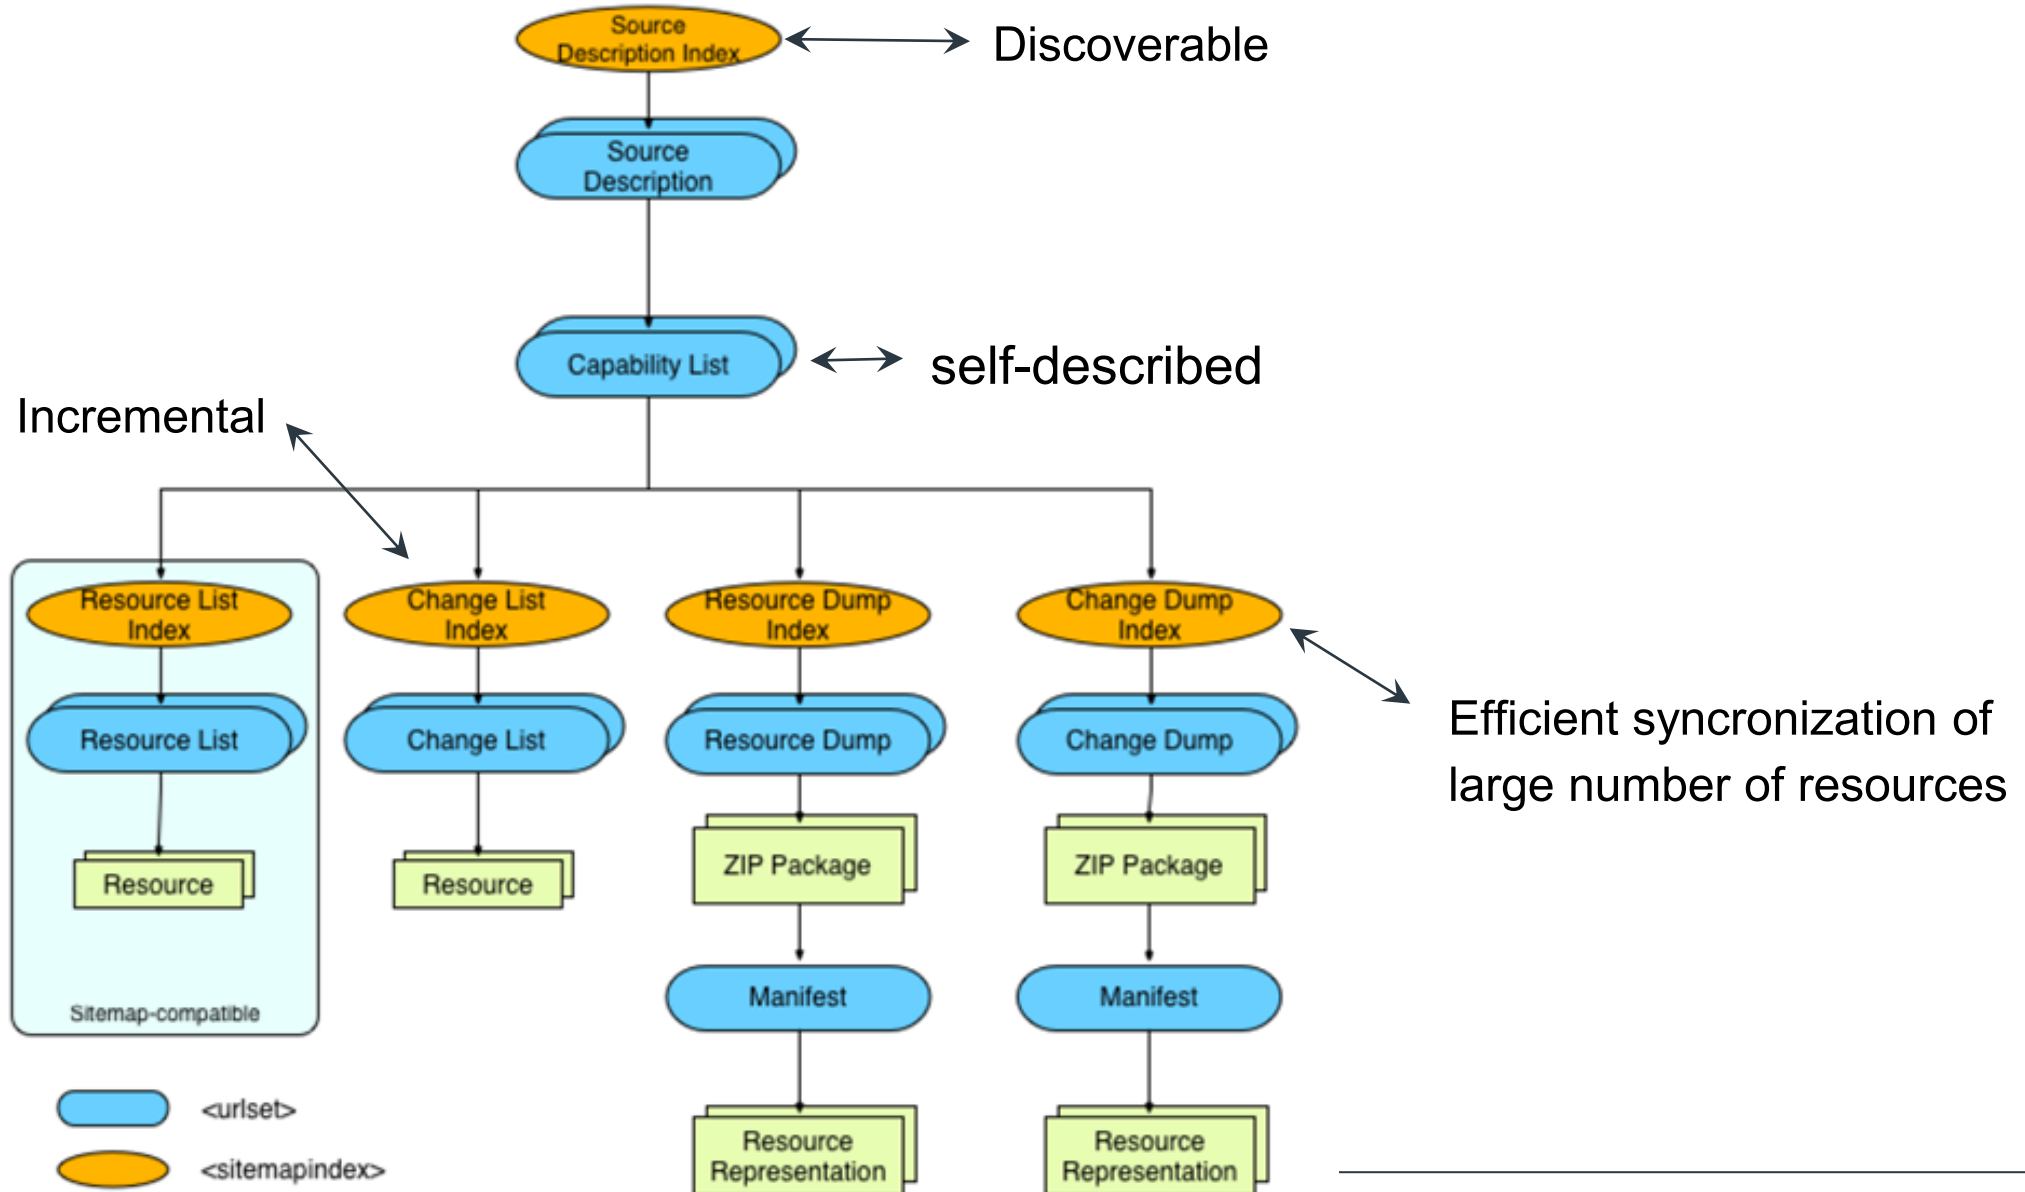 Source
Description Index
Discoverable
Source
Description
Capability List
self-described
Incremental
Resource List
Index
Change List
Index
Resource Dump
Index
Change Dump
Index
Resource List
Change List
Resource Dump
Change Dump
Efficient syncronization of
large number of resources
Resource
Resource
ZIP Package
ZIP Package
Manifest
Manifest
Sitemap-compatible
<urlset>
<sitemapindex>
Resource
Representation
Resource
Representation